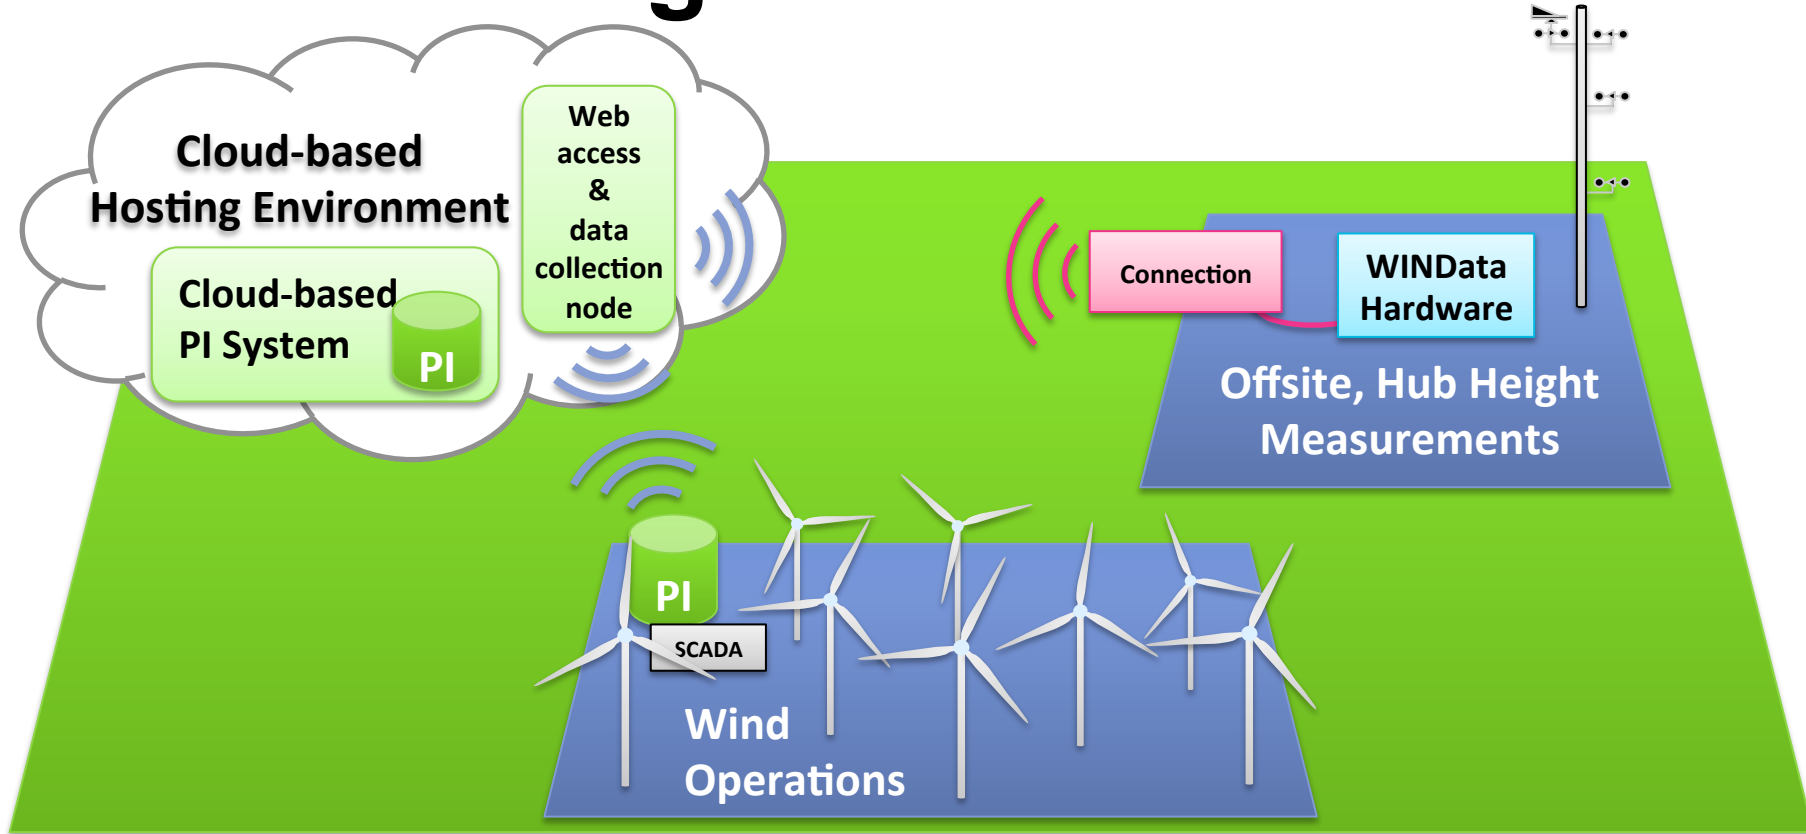 Cloud-based
Hosting Environment
Web
access
&
data
collection
node
Cloud-based
PI System
PI
Connection
WINData
Hardware
Offsite, Hub Height
Measurements
PI
SCADA
Wind
Operations